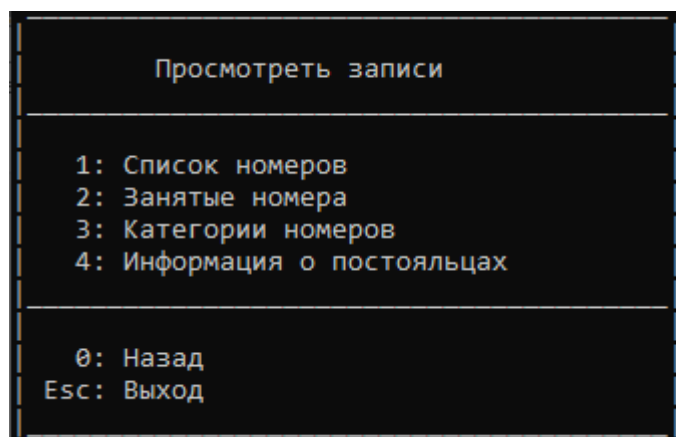 Просмотреть записи
1: Список номеров
2: Занятые номера
3: Категории номеров
4: Информация о постояльцах
0: Назад
Esc: Выход